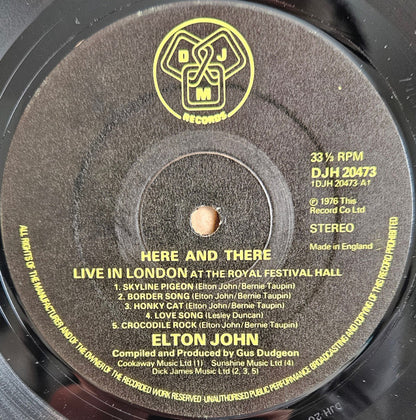 D J
M
RECORDS
33⅓ RPM
DJH 20473
1DJH 20473 A1
℗ 1976 This
Record Co Ltd
STEREO
Made in England
HERE AND THERE
LIVE IN LONDON AT THE ROYAL FESTIVAL HALL
1. SKYLINE PIGEON (Elton John/Bernie Taupin)
2. BORDER SONG (Elton John/Bernie Taupin)
3. HONKY CAT (Elton John/Bernie Taupin)
4. LOVE SONG (Lesley Duncan)
5. CROCODILE ROCK (Elton John/Bernie Taupin)
ELTON JOHN
Compiled and Produced by Gus Dudgeon
Cookaway Music Ltd (1) Sunshine Music Ltd (4)
Dick James Music Ltd (2, 3, 5)
ALL RIGHTS OF THE MANUFACTURER AND OF THE OWNER OF THE RECORDED WORK RESERVED · UNAUTHORISED PUBLIC PERFORMANCE BROADCASTING AND COPYING OF THIS RECORD PROHIBITED